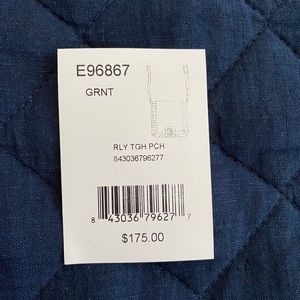 E96867
GRNT
RLY TGH PCH
843036796277
8 43036 79627 7
$175.00